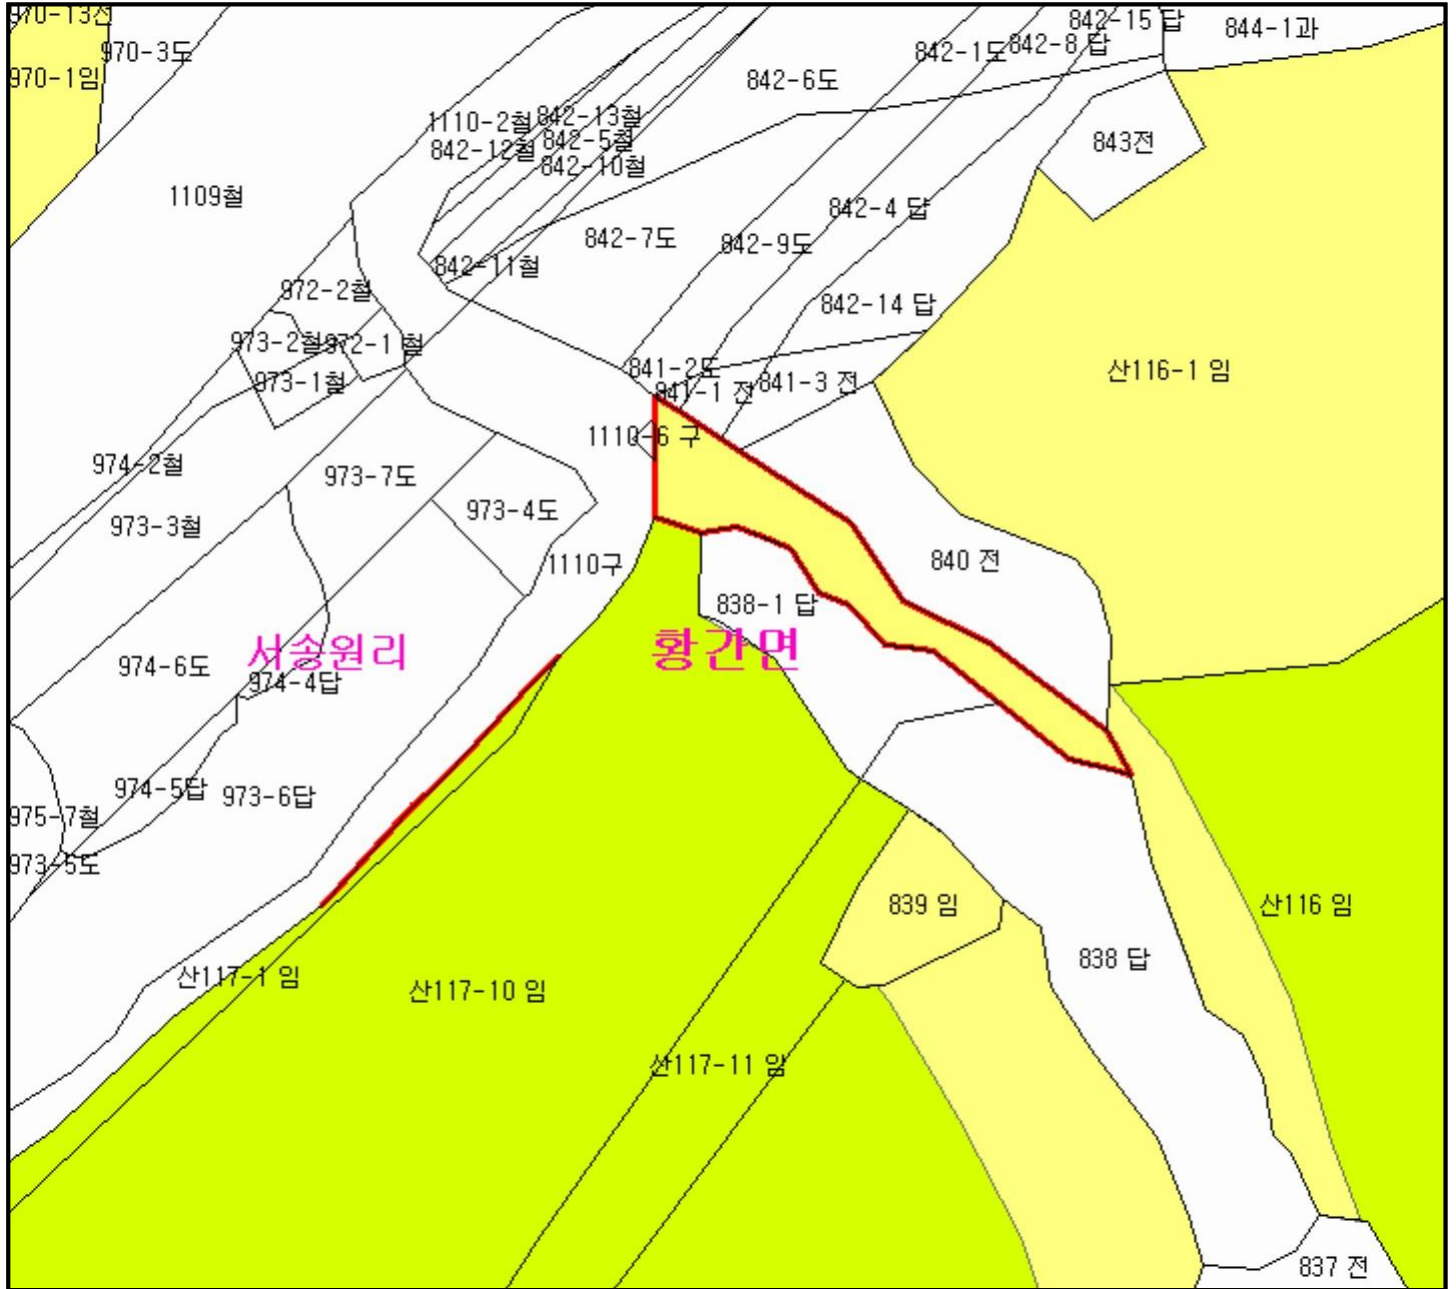 970-13전
842-15 답
844-1과
970-3도
842-1도
842-8 답
970-1임
842-6도
1110-2철
842-13철
842-12철
842-5철
842-10철
843전
1109철
842-4 답
842-7도
842-9도
842-11철
972-2철
842-14 답
973-2철
972-1 철
841-2도
973-1철
841-1 전
841-3 전
산116-1 임
1110-6 구
974-2철
973-7도
973-4도
973-3철
1110구
840 전
838-1 답
서송원리
황간면
974-6도
974-4답
974-5답
973-6답
975-7철
973-5도
839 임
산116 임
838 답
산117-1 임
산117-10 임
산117-11 임
837 전